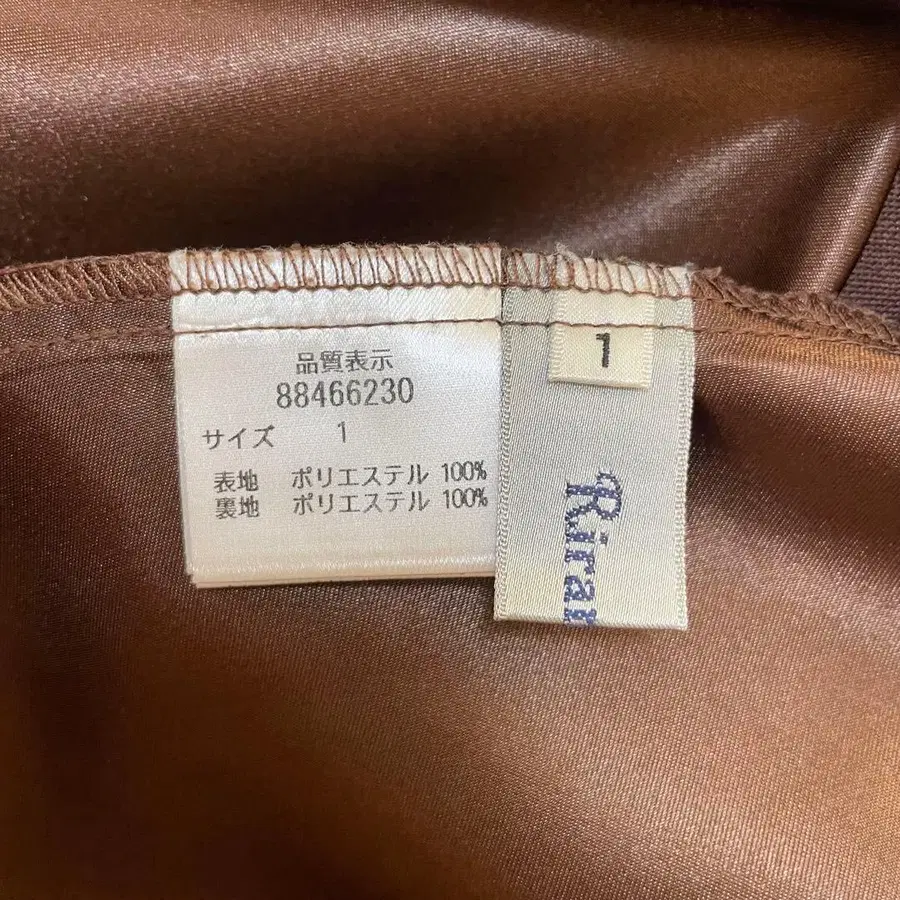 品質表示
88466230
サイズ 1
表地 ポリエステル 100%
裏地 ポリエステル 100%
1